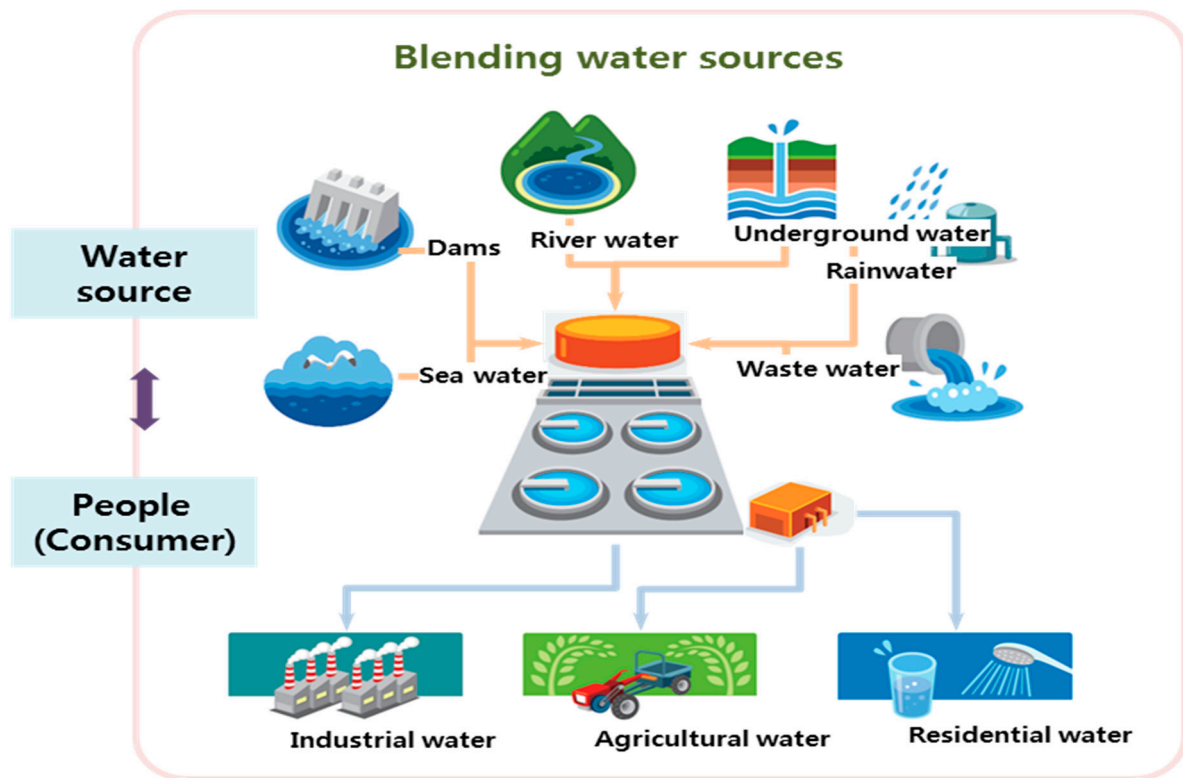 Blending water sources
Water
source
Dams
River water
Underground water
Rainwater
Sea water
Waste water
People
(Consumer)
Industrial water
Agricultural water
Residential water